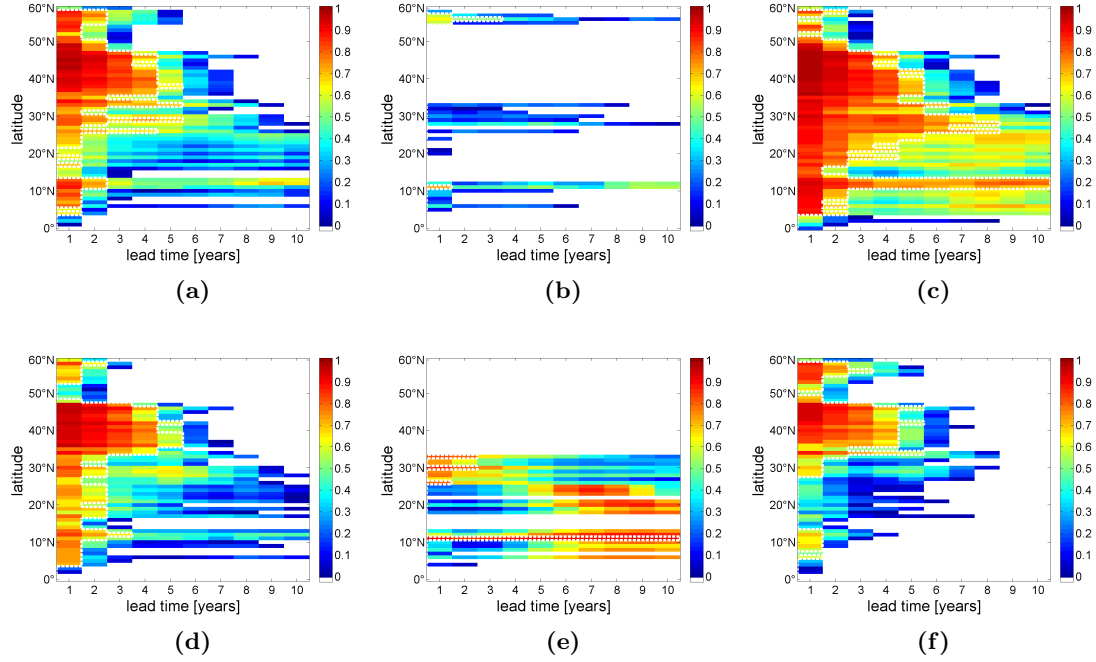 60°N
50°N
40°N
30°N
20°N
10°N
0°
latitude
1 2 3 4 5 6 7 8 9 10
lead time [years]
1
0.9
0.8
0.7
0.6
0.5
0.4
0.3
0.2
0.1
0
(a)
60°N
50°N
40°N
30°N
20°N
10°N
0°
latitude
1 2 3 4 5 6 7 8 9 10
lead time [years]
1
0.9
0.8
0.7
0.6
0.5
0.4
0.3
0.2
0.1
0
(b)
60°N
50°N
40°N
30°N
20°N
10°N
0°
latitude
1 2 3 4 5 6 7 8 9 10
lead time [years]
1
0.9
0.8
0.7
0.6
0.5
0.4
0.3
0.2
0.1
0
(c)
60°N
50°N
40°N
30°N
20°N
10°N
0°
latitude
1 2 3 4 5 6 7 8 9 10
lead time [years]
1
0.9
0.8
0.7
0.6
0.5
0.4
0.3
0.2
0.1
0
(d)
60°N
50°N
40°N
30°N
20°N
10°N
0°
latitude
1 2 3 4 5 6 7 8 9 10
lead time [years]
1
0.9
0.8
0.7
0.6
0.5
0.4
0.3
0.2
0.1
0
(e)
60°N
50°N
40°N
30°N
20°N
10°N
0°
latitude
1 2 3 4 5 6 7 8 9 10
lead time [years]
1
0.9
0.8
0.7
0.6
0.5
0.4
0.3
0.2
0.1
0
(f)